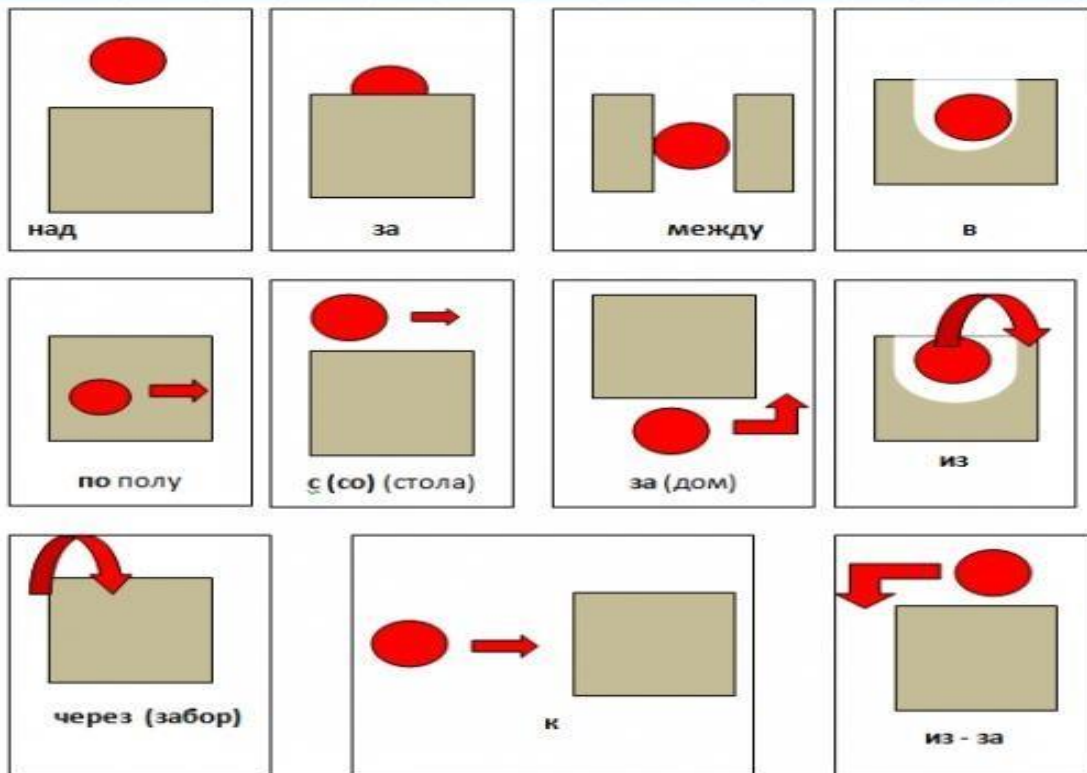 над
за
между
в
по полу
с (со) (стола)
за (дом)
из
через (забор)
к
из - за